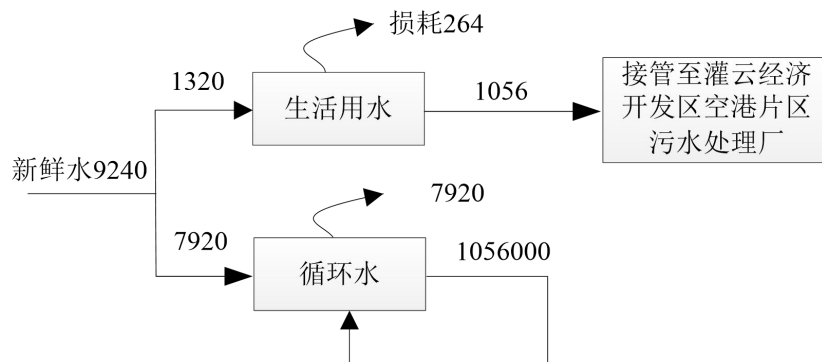 损耗264
1320
生活用水
1056
接管至灌云经济
开发区空港片区
污水处理厂
新鲜水9240
7920
7920
循环水
1056000